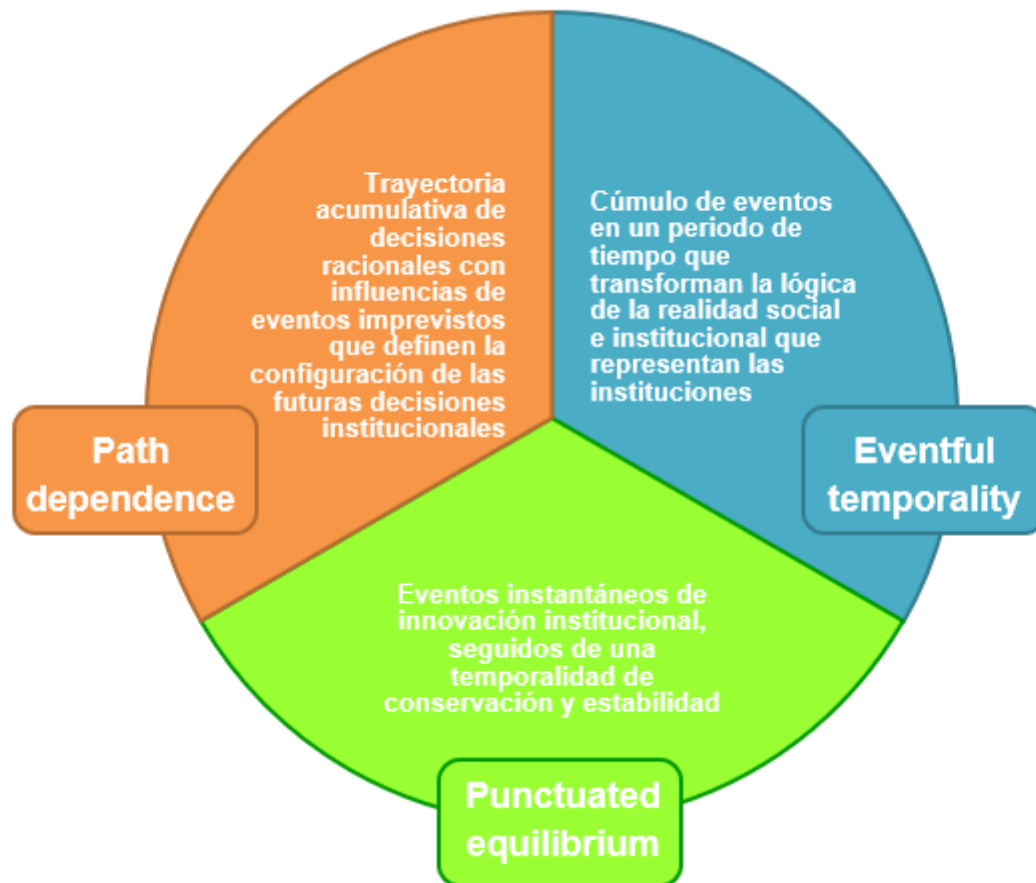 Trayectoria
acumulativa de
decisiones
racionales con
influencias de
eventos imprevistos
que definen la
configuración de las
futuras decisiones
institucionales
Path
dependence
Cúmulo de eventos
en un periodo de
tiempo que
transforman la lógica
de la realidad social
e institucional que
representan las
instituciones
Eventful
temporality
Eventos instantáneos de
innovación institucional,
seguidos de una
temporalidad de
conservación y estabilidad
Punctuated
equilibrium